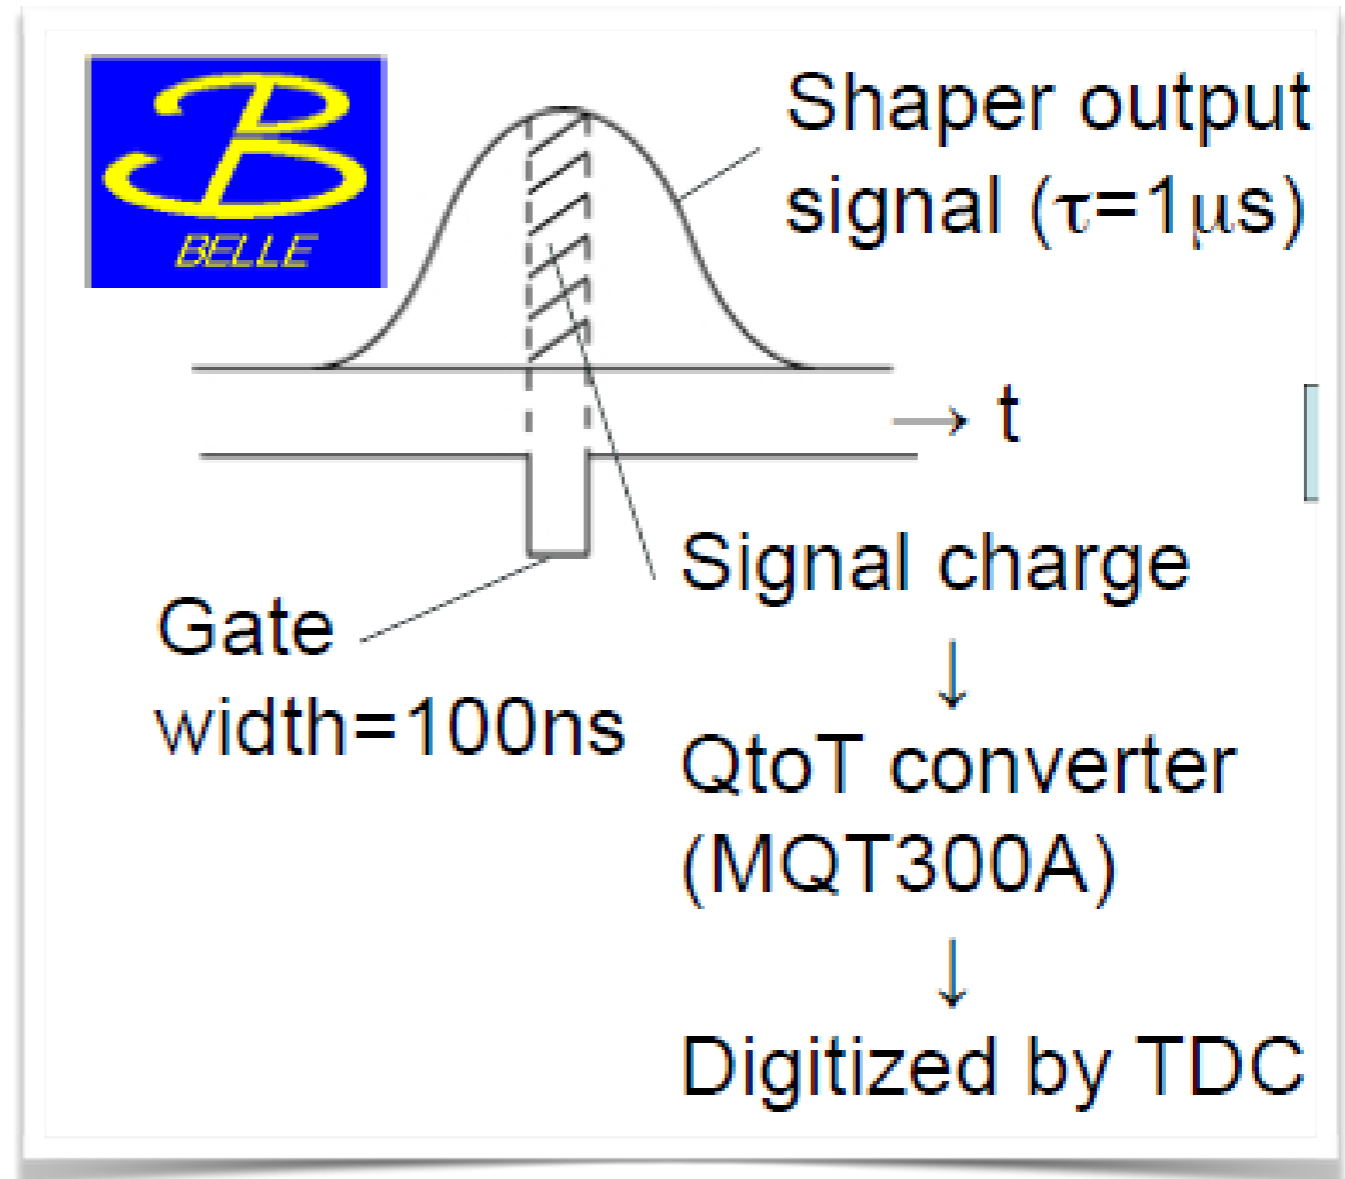 BELLE
Shaper output
signal (τ=1μs)
→ t
Signal charge
↓
Gate
width=100ns
QtoT converter
(MQT300A)
↓
Digitized by TDC